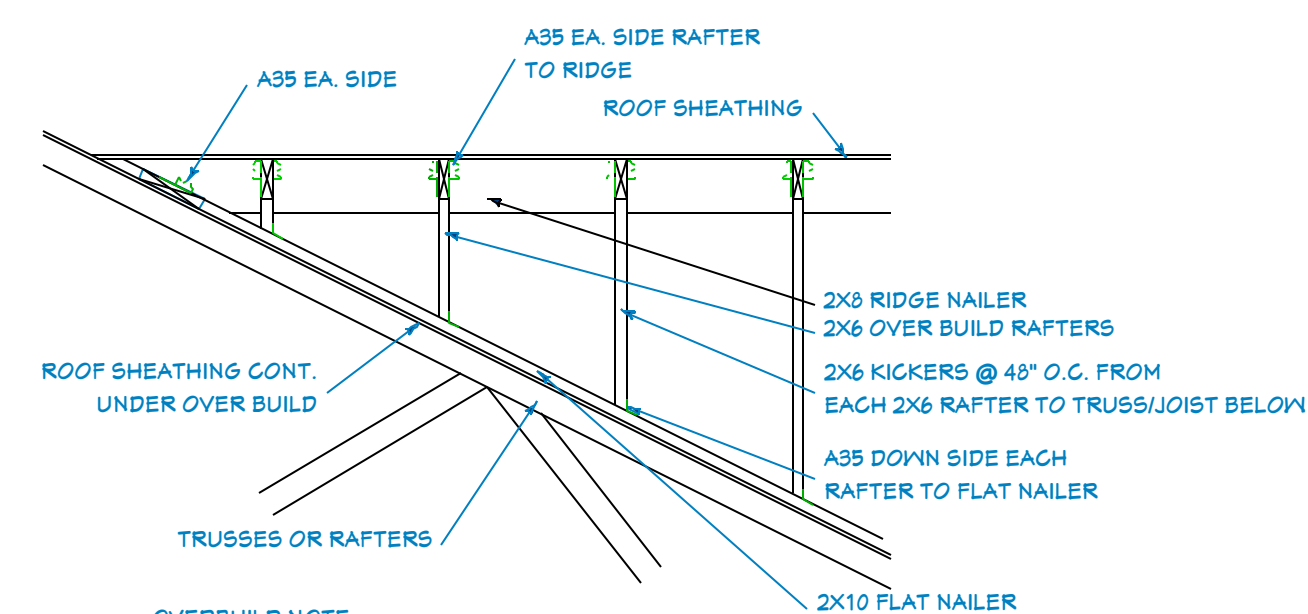 A35 EA. SIDE RAFTER
TO RIDGE
A35 EA. SIDE
ROOF SHEATHING
2X8 RIDGE NAILER
2X6 OVER BUILD RAFTERS
2X6 KICKERS @ 48" O.C. FROM
EACH 2X6 RAFTER TO TRUSS/JOIST BELOW
ROOF SHEATHING CONT.
UNDER OVER BUILD
A35 DOWN SIDE EACH
RAFTER TO FLAT NAILER
TRUSSES OR RAFTERS
2X10 FLAT NAILER
OVERBUILD NOTE